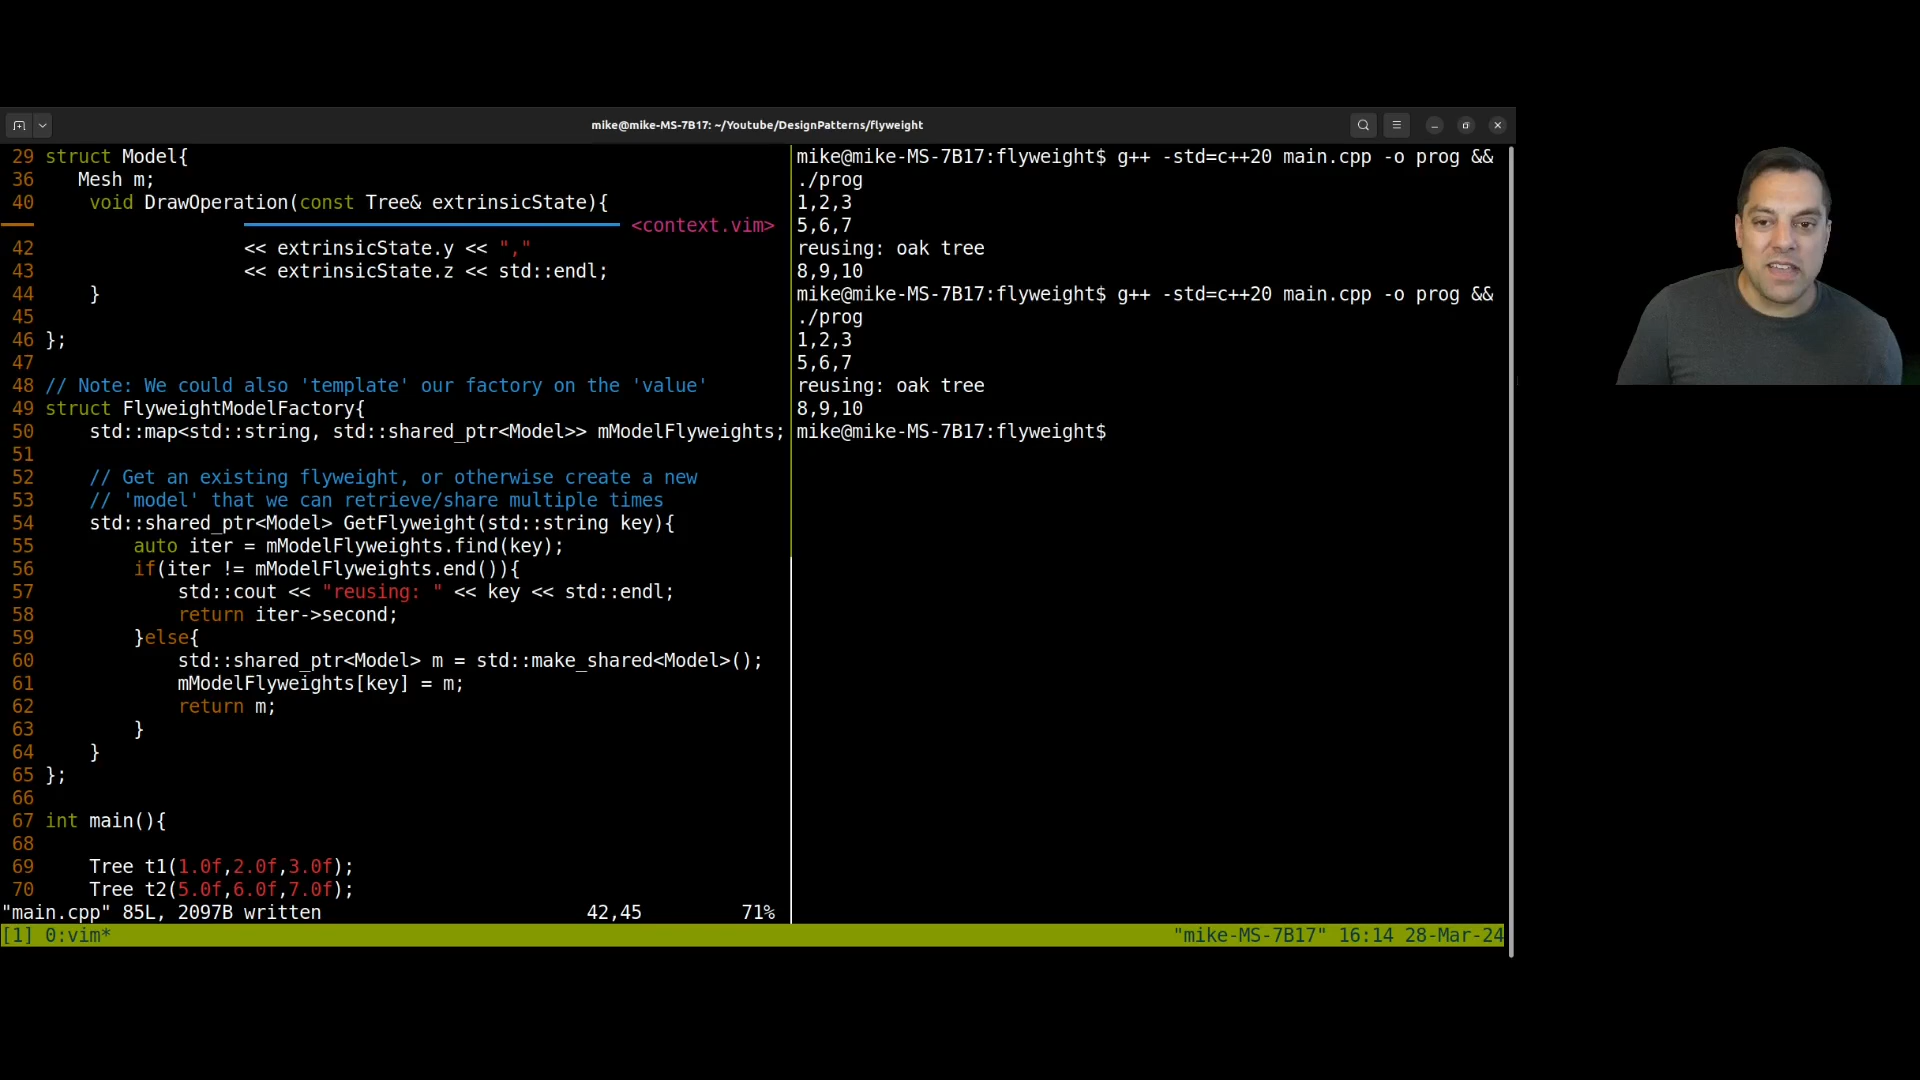 mike@mike-MS-7B17: ~/Youtube/DesignPatterns/flyweight
29 struct Model{
36    Mesh m;
40     void DrawOperation(const Tree& extrinsicState){
<context.vim>
42                   << extrinsicState.y << ","
43                   << extrinsicState.z << std::endl;
44     }
45
46 };
47
48 // Note: We could also 'template' our factory on the 'value'
49 struct FlyweightModelFactory{
50     std::map<std::string, std::shared_ptr<Model>> mModelFlyweights;
51
52     // Get an existing flyweight, or otherwise create a new
53     // 'model' that we can retrieve/share multiple times
54     std::shared_ptr<Model> GetFlyweight(std::string key){
55         auto iter = mModelFlyweights.find(key);
56         if(iter != mModelFlyweights.end()){
57             std::cout << "reusing: " << key << std::endl;
58             return iter->second;
59         }else{
60             std::shared_ptr<Model> m = std::make_shared<Model>();
61             mModelFlyweights[key] = m;
62             return m;
63         }
64     }
65 };
66
67 int main(){
68
69     Tree t1(1.0f,2.0f,3.0f);
70     Tree t2(5.0f,6.0f,7.0f);
"main.cpp" 85L, 2097B written                        42,45         71%
mike@mike-MS-7B17:flyweight$ g++ -std=c++20 main.cpp -o prog &&
./prog
1,2,3
5,6,7
reusing: oak tree
8,9,10
mike@mike-MS-7B17:flyweight$ g++ -std=c++20 main.cpp -o prog &&
./prog
1,2,3
5,6,7
reusing: oak tree
8,9,10
mike@mike-MS-7B17:flyweight$
[1] 0:vim*
"mike-MS-7B17" 16:14 28-Mar-24